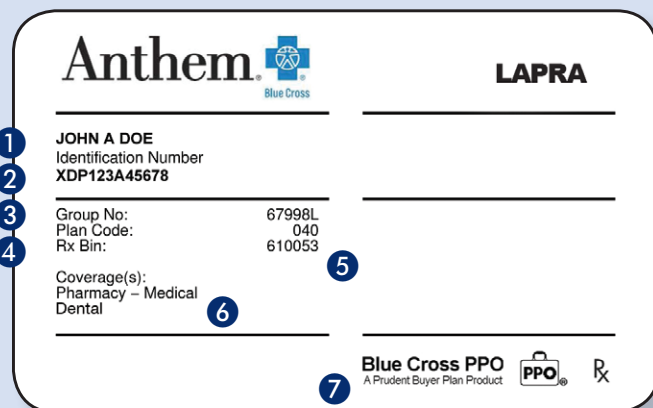 Anthem®
Blue Cross
LAPRA
1 JOHN A DOE
Identification Number
2 XDP123A45678
3 Group No: 67998L
Plan Code: 040
4 Rx Bin: 610053
5
Coverage(s):
Pharmacy – Medical
Dental
6
Blue Cross PPO
A Prudent Buyer Plan Product
PPO®
Rx
7